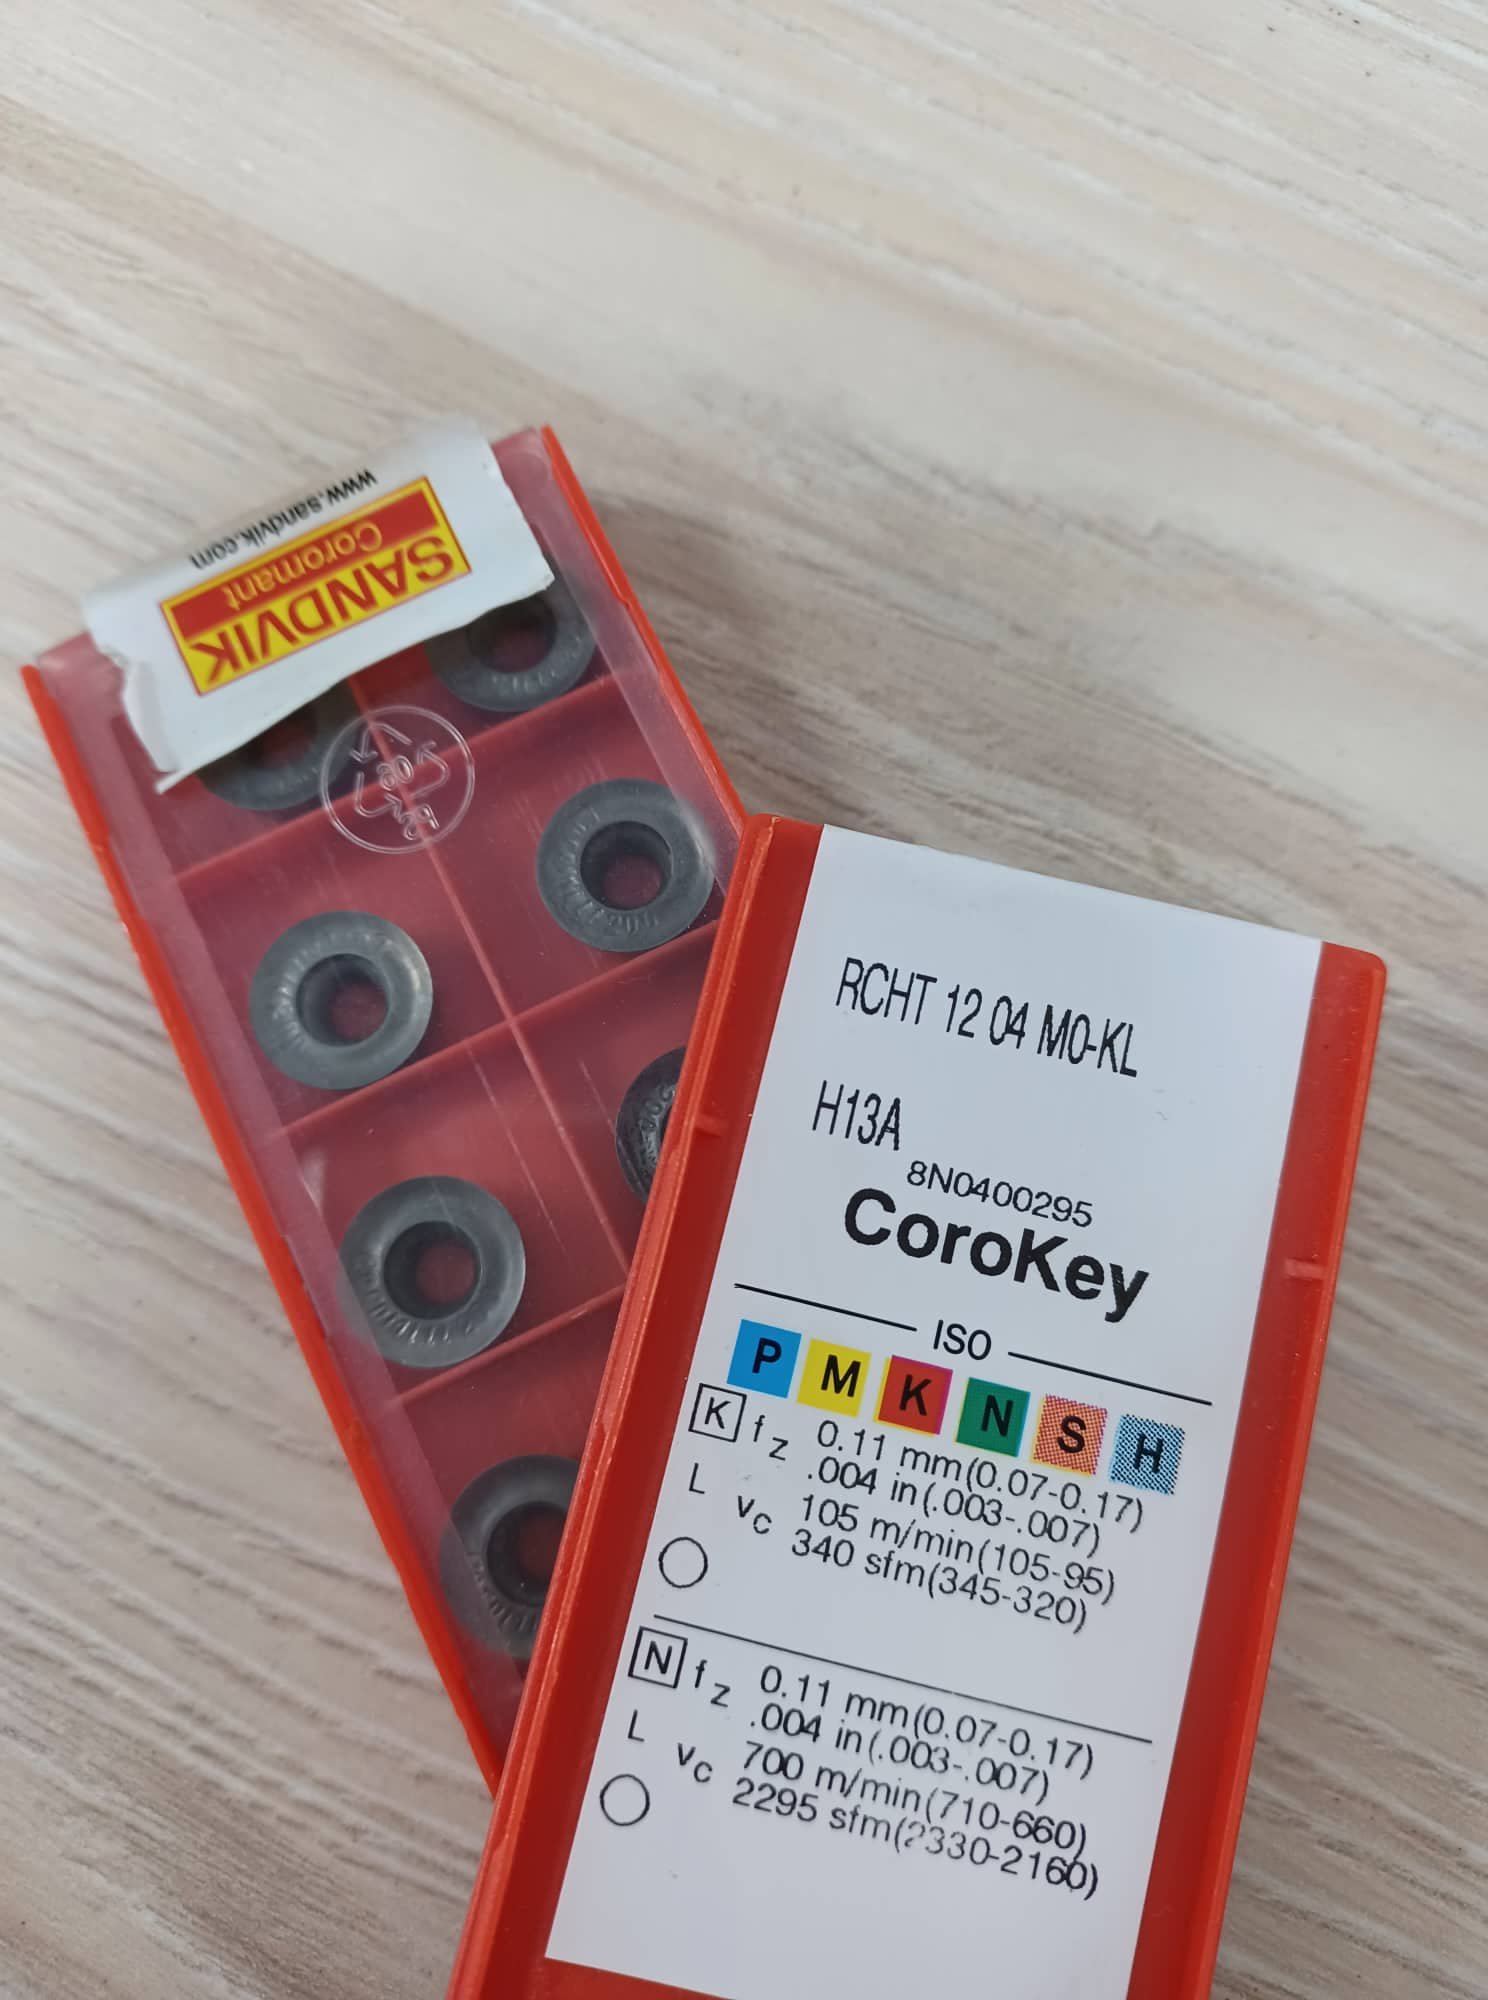 www.sandvik.com
SANDVIK
Coromant
RCHT 12 04 M0-KL
H13A
8N0400295
CoroKey
ISO
P M K N S H
K fz 0.11 mm(0.07-0.17)
.004 in(.003-.007)
L vc 105 m/min(105-95)
340 sfm(345-320)
N fz 0.11 mm(0.07-0.17)
.004 in(.003-.007)
L vc 700 m/min(710-660)
2295 sfm(2330-2160)